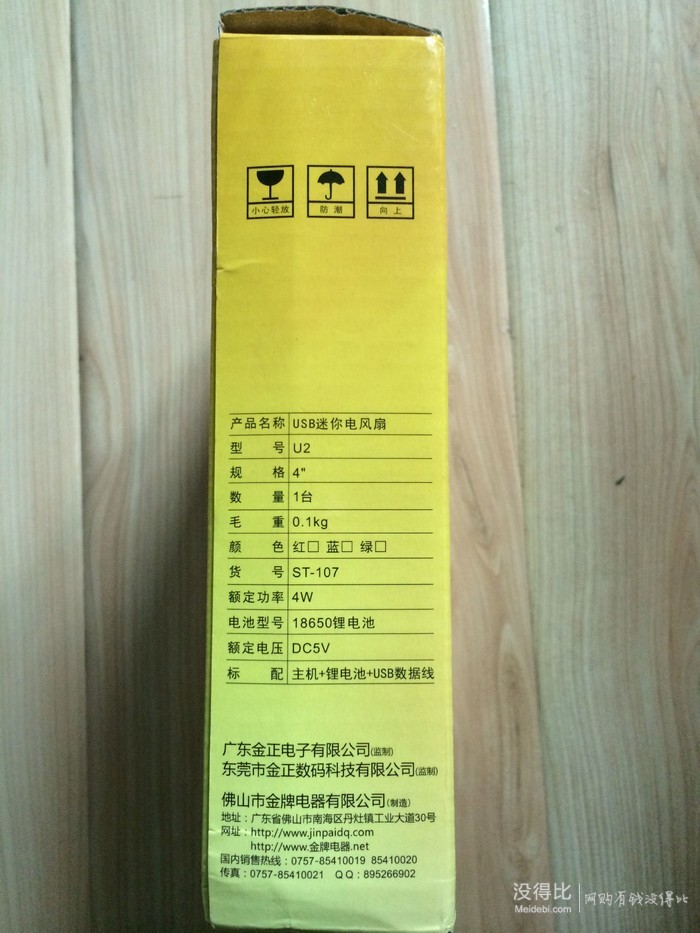 小心轻放 防潮 向上
产品名称 USB迷你电风扇
型号 U2
规格 4"
数量 1台
毛重 0.1kg
颜色 红□ 蓝□ 绿□
货号 ST-107
额定功率 4W
电池型号 18650锂电池
额定电压 DC5V
标配 主机+锂电池+USB数据线
广东金正电子有限公司(监制)
东莞市金正数码科技有限公司(监制)
佛山市金牌电器有限公司(制造)
地址:广东省佛山市南海区丹灶镇工业大道30号
网址:http://www.jinpaidq.com
http://www.金牌电器.net
国内销售热线:0757-85410019 85410020
传真:0757-85410021 QQ:895266902
没得比 网购有钱没得比
Meidebi.com